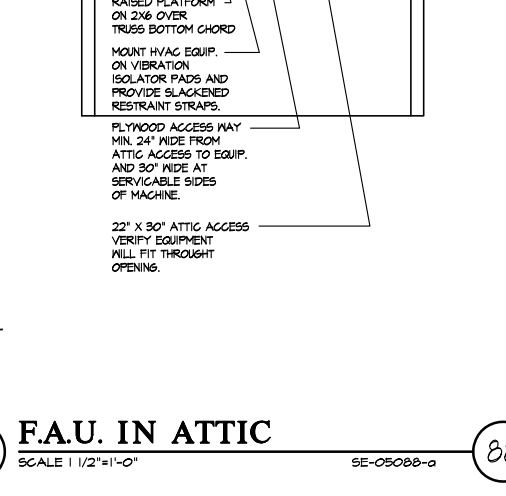 RAISED PLATFORM
ON 2X6 OVER
TRUSS BOTTOM CHORD
MOUNT HVAC EQUIP.
ON VIBRATION
ISOLATOR PADS AND
PROVIDE SLACKENED
RESTRAINT STRAPS.
PLYWOOD ACCESS WAY
MIN. 24" WIDE FROM
ATTIC ACCESS TO EQUIP.
AND 30" WIDE AT
SERVICABLE SIDES
OF MACHINE.
22" X 30" ATTIC ACCESS
VERIFY EQUIPMENT
WILL FIT THROUGHT
OPENING.
F.A.U. IN ATTIC
SCALE 1 1/2"=1'-0" SE-05088-a